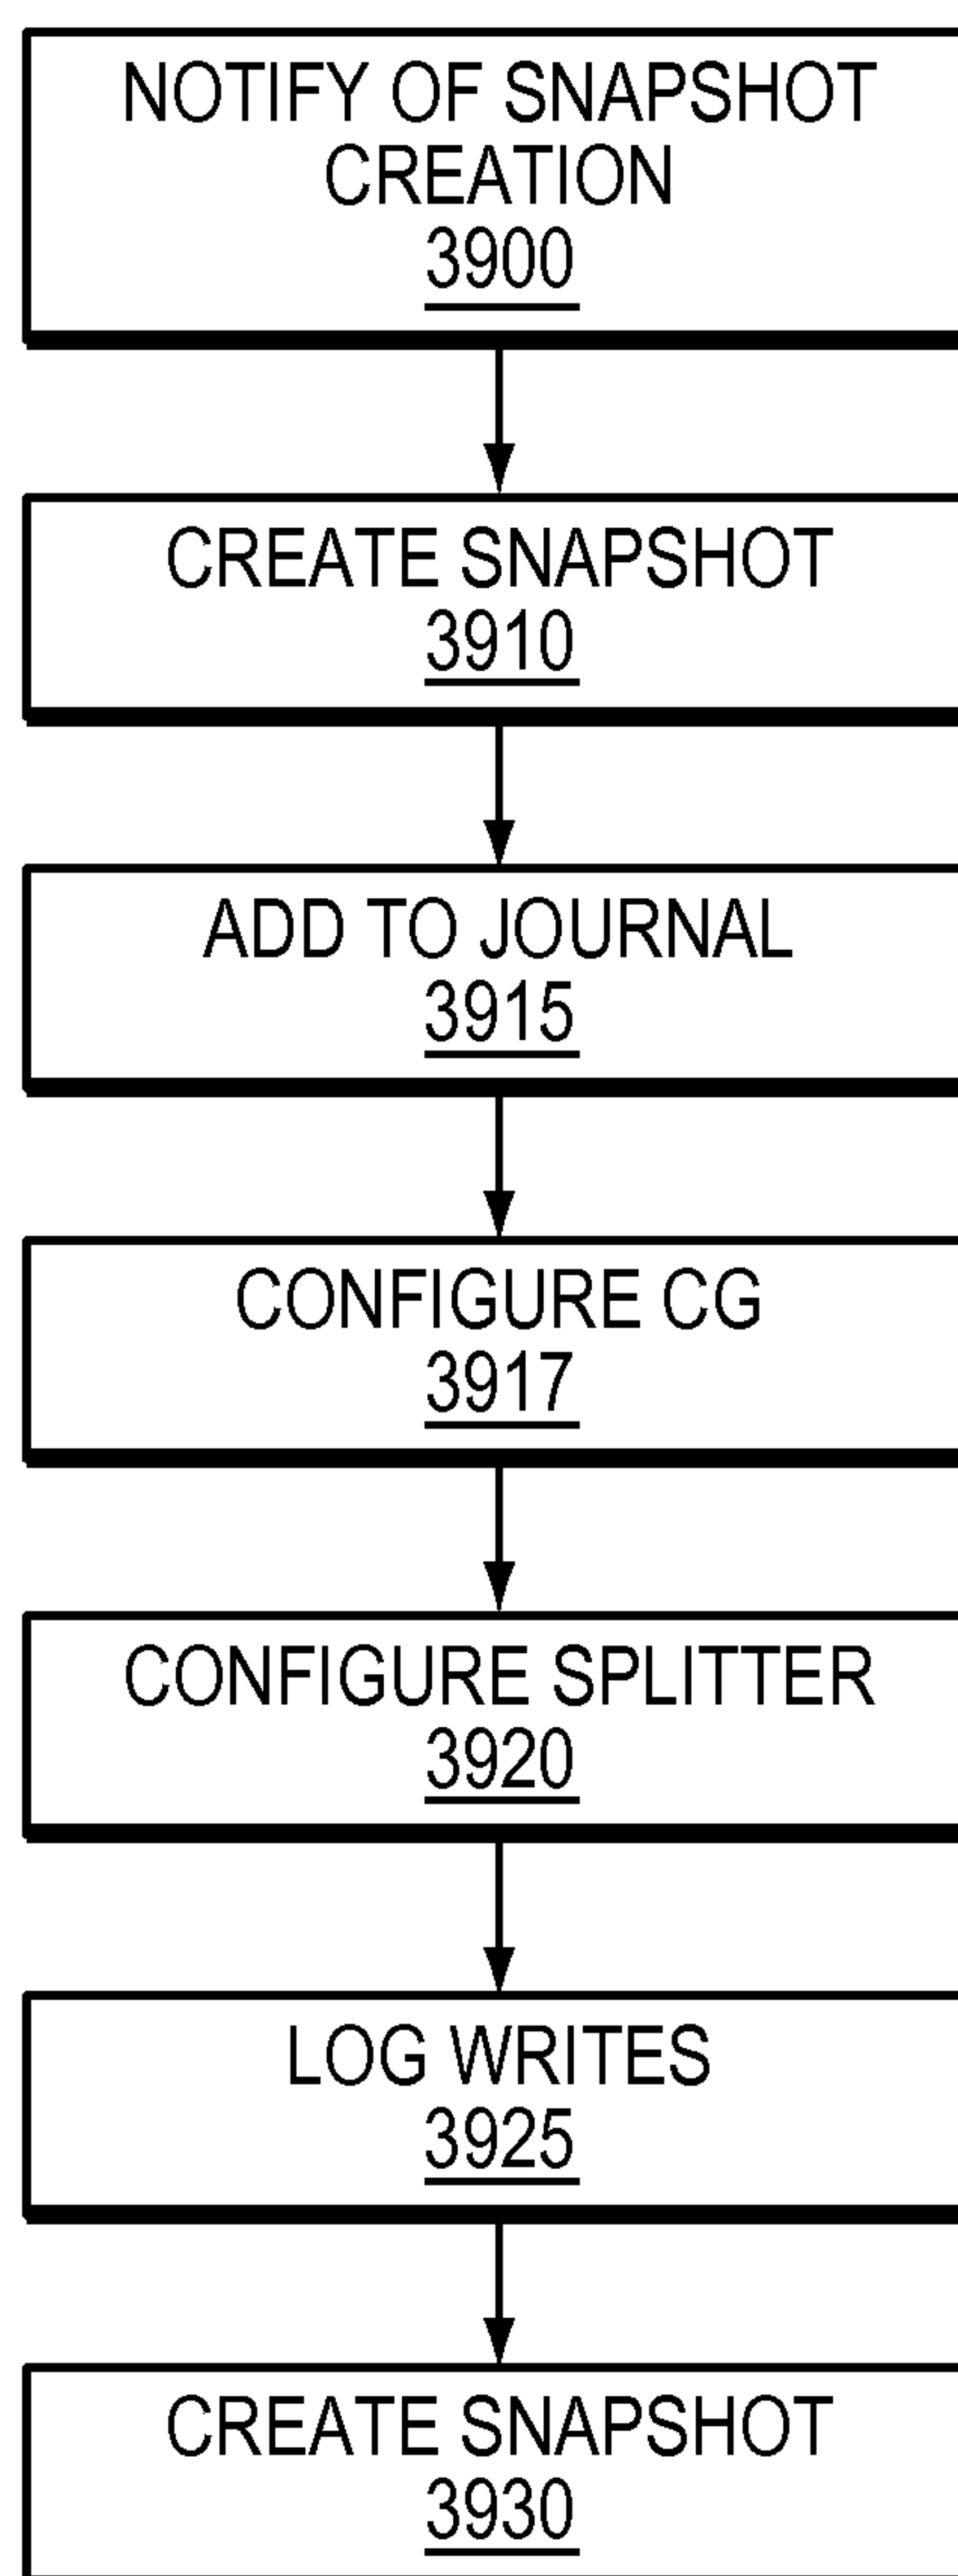 NOTIFY OF SNAPSHOT
CREATION
3900
CREATE SNAPSHOT
3910
ADD TO JOURNAL
3915
CONFIGURE CG
3917
CONFIGURE SPLITTER
3920
LOG WRITES
3925
CREATE SNAPSHOT
3930